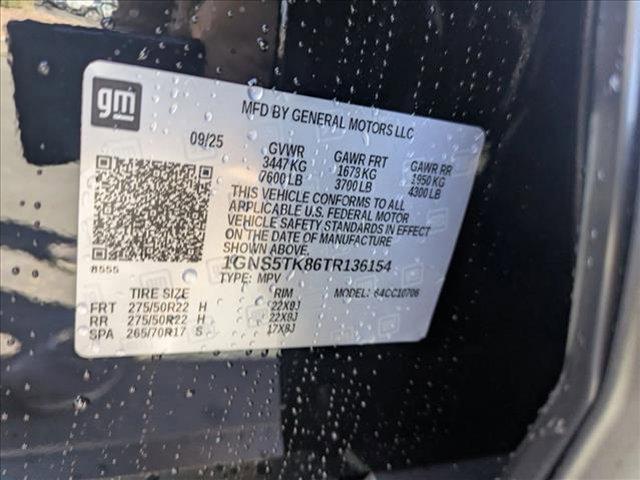 gm
MFD BY GENERAL MOTORS LLC
09/25 GVWR GAWR FRT GAWR RR
3447 KG 1678 KG 1950 KG
7600 LB 3700 LB 4300 LB
THIS VEHICLE CONFORMS TO ALL
APPLICABLE U.S. FEDERAL MOTOR
VEHICLE SAFETY STANDARDS IN EFFECT
ON THE DATE OF MANUFACTURE
SHOWN ABOVE.
8555 1GNS5TK86TR136154
TYPE: MPV MODEL: 64CC10706
TIRE SIZE RIM
FRT 275/50R22 H 22X9J
RR 275/50R22 H 22X9J
SPA 265/70R17 S 17X8J